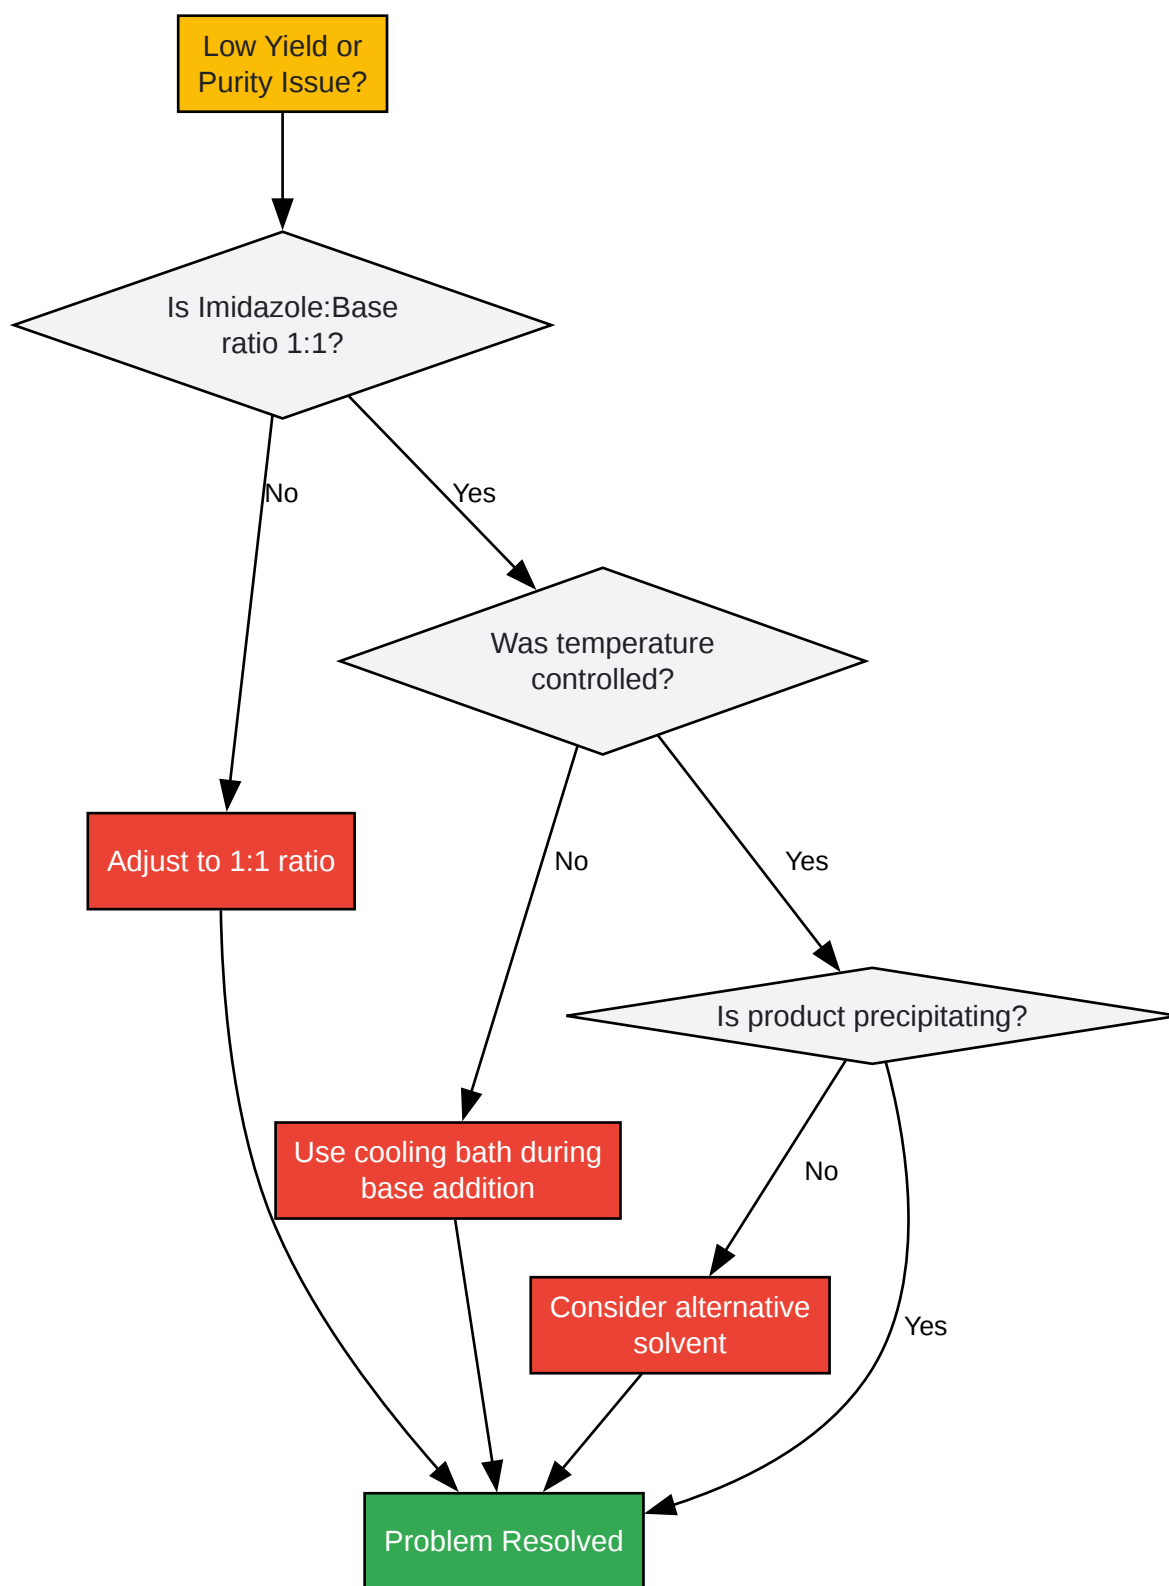 Low Yield or
Purity Issue?
Is Imidazole:Base
ratio 1:1?
No
Yes
Was temperature
controlled?
Adjust to 1:1 ratio
No
Yes
Is product precipitating?
Use cooling bath during
base addition
No
Consider alternative
solvent
Yes
Problem Resolved